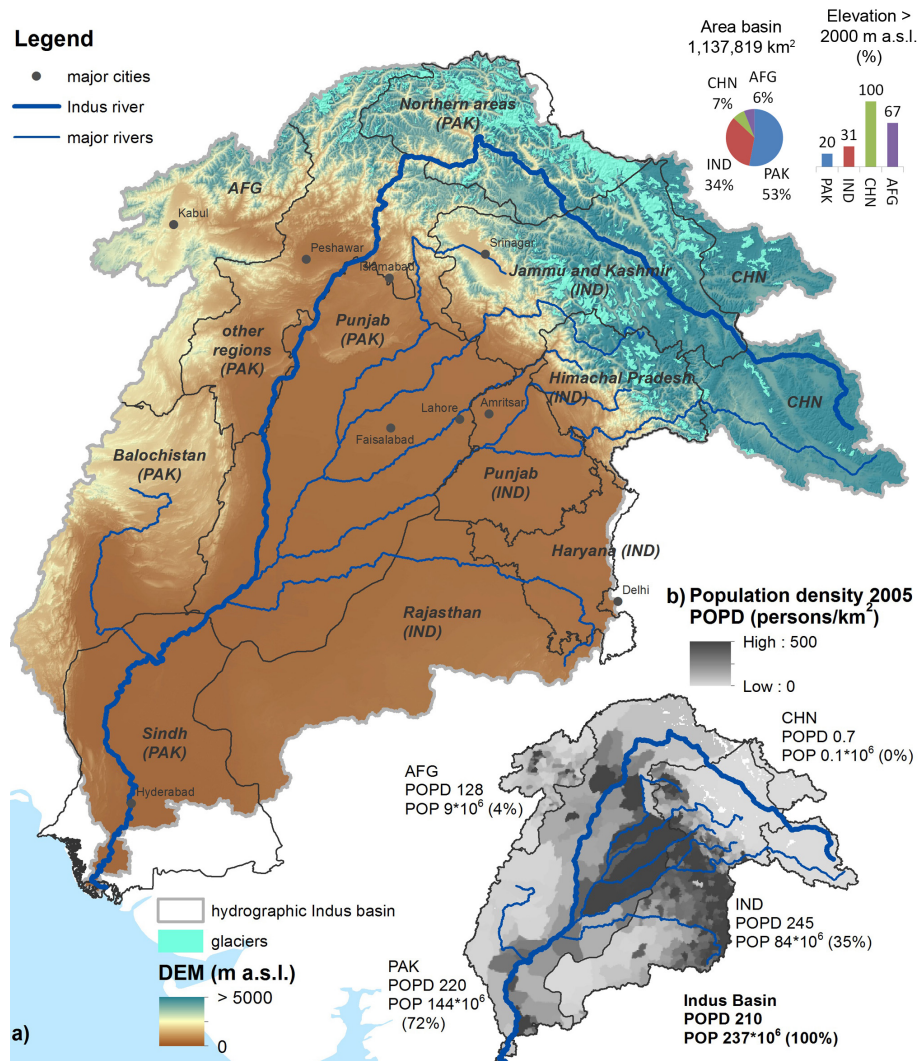 Legend
major cities
Indus river
major rivers
Area basin
1,137,819 km²
CHN
7%
AFG
6%
IND
34%
PAK
53%
Elevation >
2000 m a.s.l.
(%)
20
31
100
67
PAK
IND
CHN
AFG
Northern areas
(PAK)
AFG
Kabul
Peshawar
Islamabad
Srinagar
Jammu and Kashmir
(IND)
CHN
other
regions
(PAK)
Punjab
(PAK)
Himachal Pradesh
(IND)
CHN
Lahore
Amritsar
Faisalabad
Balochistan
(PAK)
Punjab
(IND)
Haryana (IND)
Delhi
Rajasthan
(IND)
Sindh
(PAK)
Hyderabad
hydrographic Indus basin
glaciers
DEM (m a.s.l.)
> 5000
0
a)
b) Population density 2005
POPD (persons/km²)
High : 500
Low : 0
CHN
POPD 0.7
POP 0.1*10⁶ (0%)
AFG
POPD 128
POP 9*10⁶ (4%)
IND
POPD 245
POP 84*10⁶ (35%)
PAK
POPD 220
POP 144*10⁶
(72%)
Indus Basin
POPD 210
POP 237*10⁶ (100%)